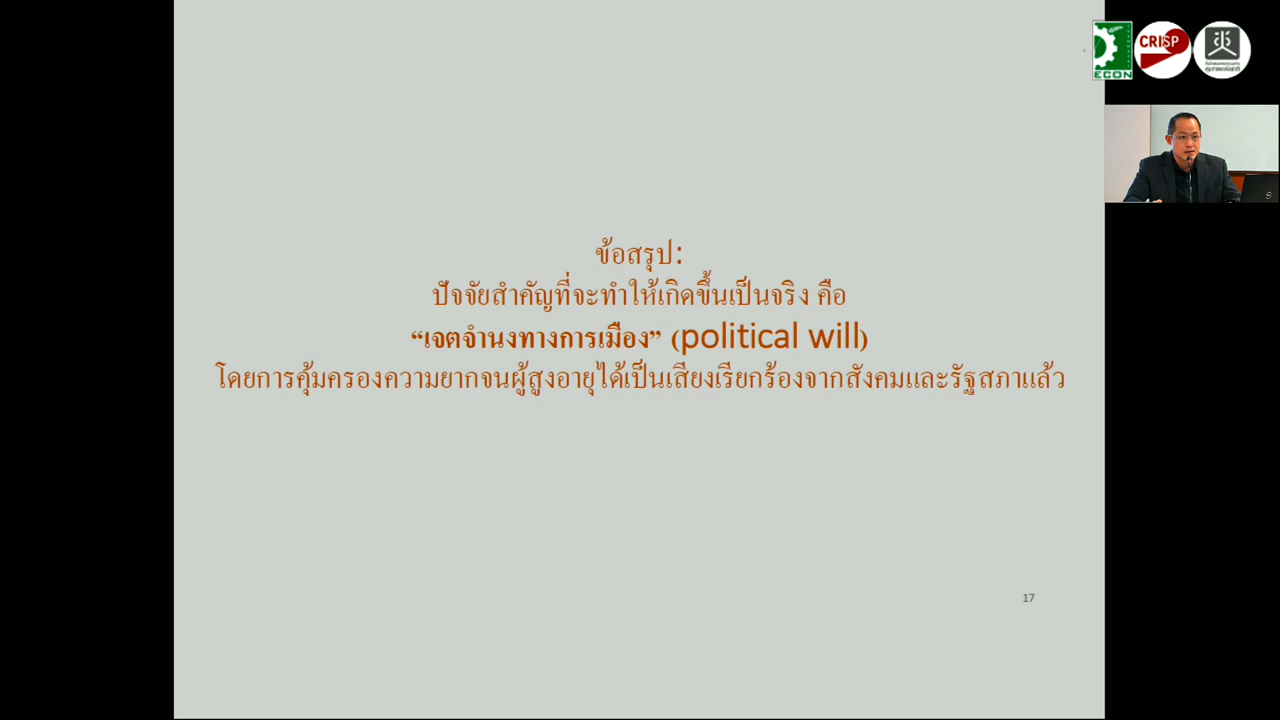 ข้อสรุป:
ปัจจัยสำคัญที่จะทำให้เกิดขึ้นเป็นจริง คือ
“เจตจำนงทางการเมือง” (political will)
โดยการคุ้มครองความยากจนผู้สูงอายุได้เป็นเสียงเรียกร้องจากสังคมและรัฐสภาแล้ว
17
ECON
CRISP